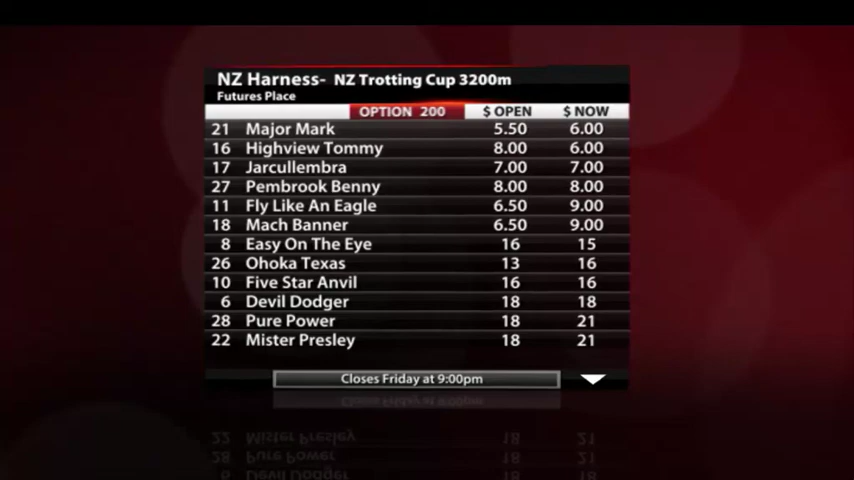 NZ Harness- NZ Trotting Cup 3200m
Futures Place
OPTION 200 $ OPEN $ NOW
21 Major Mark 5.50 6.00
16 Highview Tommy 8.00 6.00
17 Jarcullembra 7.00 7.00
27 Pembrook Benny 8.00 8.00
11 Fly Like An Eagle 6.50 9.00
18 Mach Banner 6.50 9.00
8 Easy On The Eye 16 15
26 Ohoka Texas 13 16
10 Five Star Anvil 16 16
6 Devil Dodger 18 18
28 Pure Power 18 21
22 Mister Presley 18 21
Closes Friday at 9:00pm